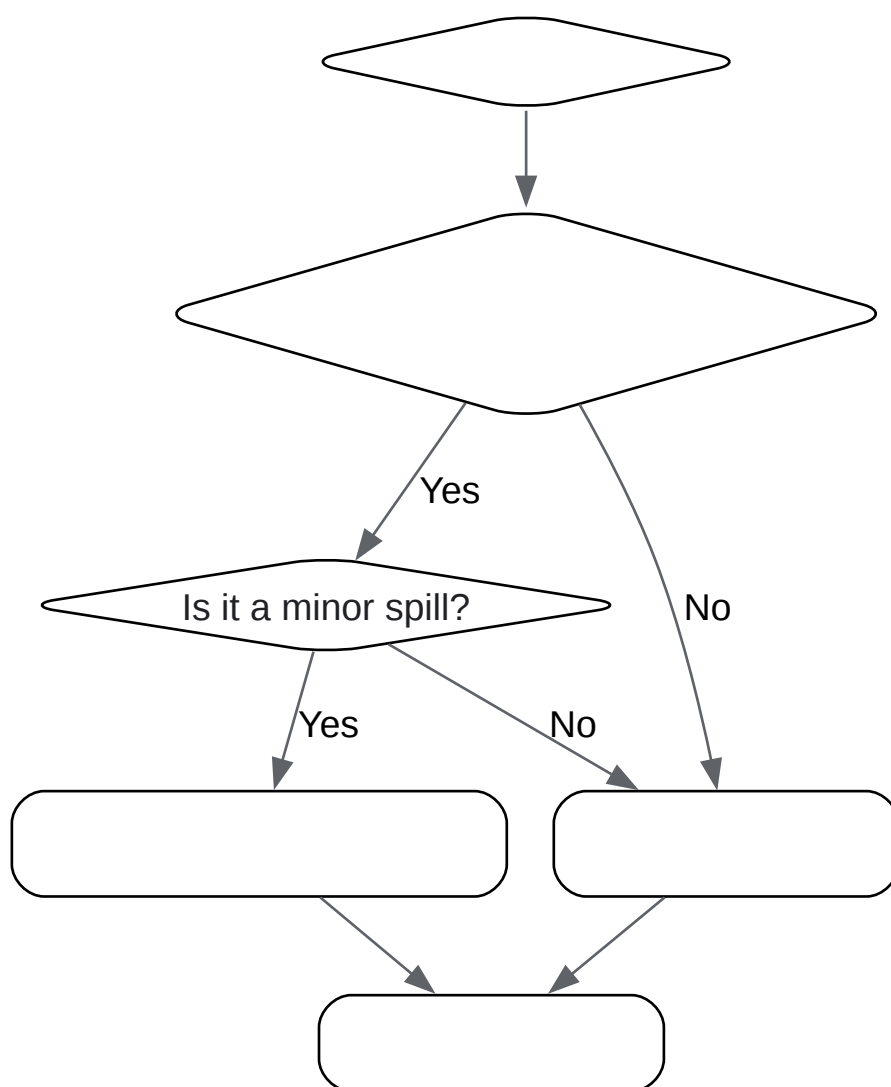 Yes
Is it a minor spill?
No
Yes
No